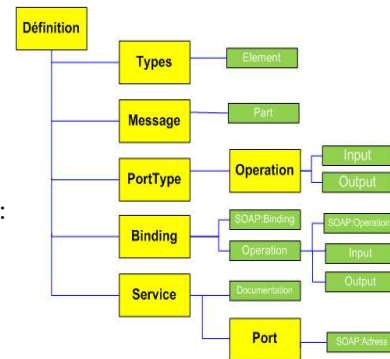 Définition
Types
Element
Message
Part
PortType
Operation
Input
Output
:
Binding
SOAP:Binding
Operation
SOAP:Operation
Input
Output
Service
Documentation
Port
SOAP:Adress